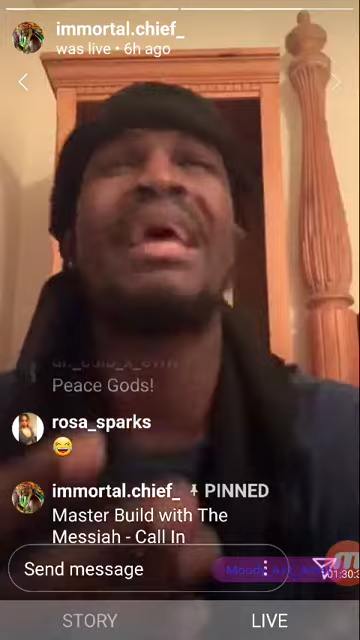 immortal.chief_
was live • 6h ago
Peace Gods!
rosa_sparks
😂
immortal.chief_ PINNED
Master Build with The
Messiah - Call In
Send message
STORY
LIVE